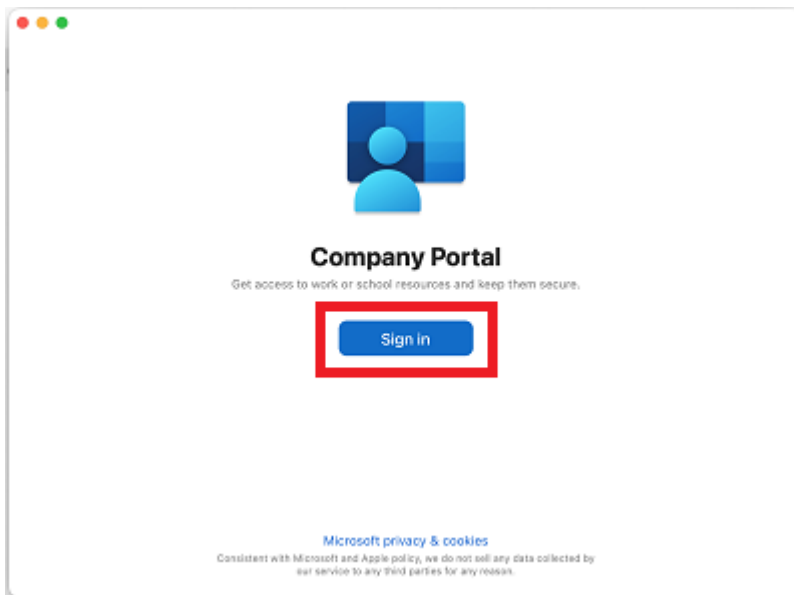 Company Portal
Get access to work or school resources and keep them secure.
Sign in
Microsoft privacy & cookies
Consistent with Microsoft and Apple policy, we do not sell any data collected by
our service to any third parties for any reason.